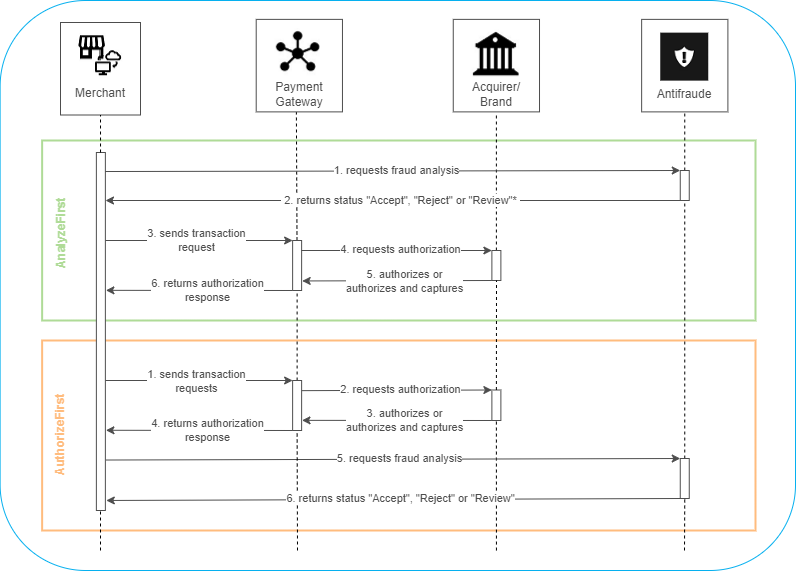 Merchant
Payment
Gateway
Acquirer/
Brand
Antifraude
AnalyzeFirst
1. requests fraud analysis
2. returns status "Accept", "Reject" or "Review"*
3. sends transaction
request
4. requests authorization
5. authorizes or
authorizes and captures
6. returns authorization
response
AuthorizeFirst
1. sends transaction
requests
2. requests authorization
3. authorizes or
authorizes and captures
4. returns authorization
response
5. requests fraud analysis
6. returns status "Accept", "Reject" or "Review"